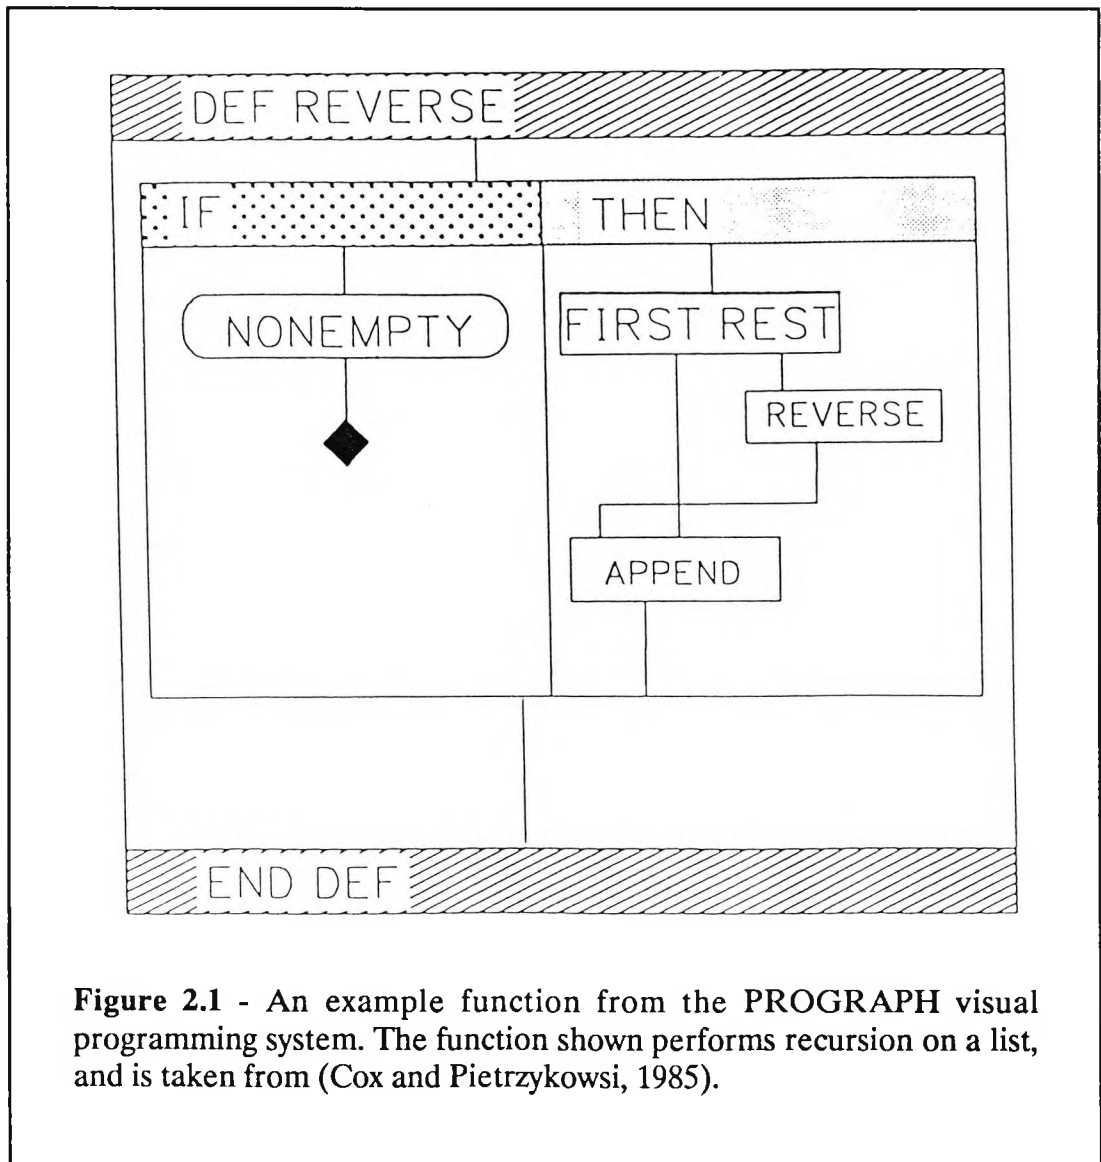 DEF REVERSE
IF
THEN
NONEMPTY
FIRST REST
REVERSE
APPEND
END DEF
Figure 2.1 - An example function from the PROGRAPH visual
programming system. The function shown performs recursion on a list,
and is taken from (Cox and Pietrzykowsi, 1985).